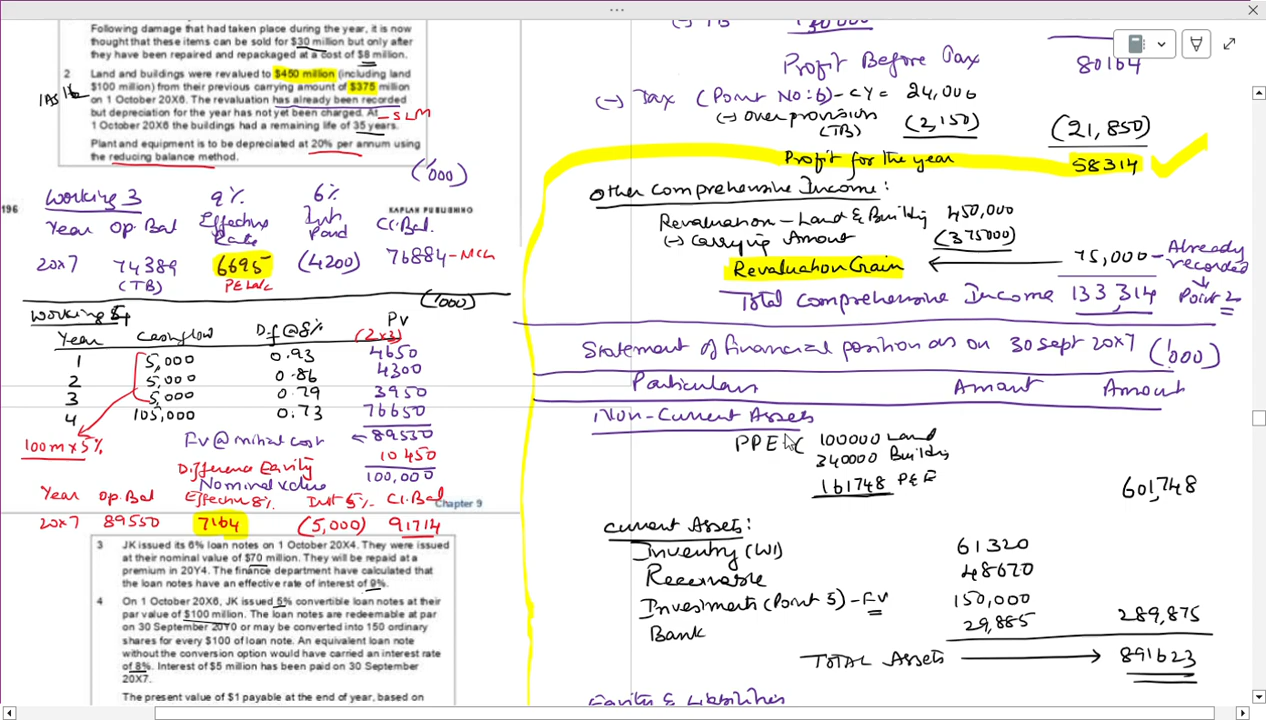 Following damage that had taken place during the year, it is now
thought that these items can be sold for $30 million but only after
they have been repaired and repackaged at a cost of $8 million.
2 Land and buildings were revalued to $450 million (including land
$100 million) from their previous carrying amount of $375 million
on 1 October 20X6. The revaluation has already been recorded
but depreciation for the year has not yet been charged. At
1 October 20X6 the buildings had a remaining life of 35 years.
Plant and equipment is to be depreciated at 20% per annum using
the reducing balance method.
IAS 16
- SLM
('000)
196
KAPLAN PUBLISHING
Working 3 9% 6%
Year Op. Bal Effective Rate Int Paid Cl. Bal
20x7 74389 6695 (4200) 76884 - NCL
(TB) P&L a/c
('000)
Working 4
Year Cashflow D.f @ 8% PV
(2x3)
1 5,000 0.93 4650
2 5,000 0.86 4300
3 5,000 0.79 3950
4 105,000 0.73 76650
100m x 5%
89550
Difference Equity 10450
Nominal Value 100,000
Year Op. Bal Effective 8% Int 5% Cl. Bal
20x7 89550 7164 (5,000) 91714
Chapter 9
3 JK issued its 6% loan notes on 1 October 20X4. They were issued
at their nominal value of $70 million. They will be repaid at a
premium in 20Y4. The finance department have calculated that
the loan notes have an effective rate of interest of 9%.
4 On 1 October 20X6, JK issued 5% convertible loan notes at their
par value of $100 million. The loan notes are redeemable at par
on 30 September 20Y0 or may be converted into 150 ordinary
shares for every $100 of loan note. An equivalent loan note
without the conversion option would have carried an interest rate
of 8%. Interest of $5 million has been paid on 30 September
20X7.
The present value of $1 payable at the end of year, based on
(-) TB
Profit Before Tax 80164
(-) Tax (Point No:6) - CY = 24,000
(-) Over provision (TB) (2,150) (21,850)
Profit for the year 58314
Other Comprehensive Income:
Revaluation - Land & Building 450,000
(-) Carrying Amount (375000)
Revaluation Gain 75,000 - Already recorded
Total Comprehensive Income 133,314 Point 2
Statement of financial position as on 30 sept 20x7 ('000)
Particulars Amount Amount
Non-Current Assets
PPE 100000 Land
340000 Building
161748 P&E 601,748
Current Assets:
Inventory (W1) 61320
Receivable 48670
Investments (Point 5) - FV 150,000
Bank 29,885 289,875
TOTAL Assets 891623
Equity & Liabilities